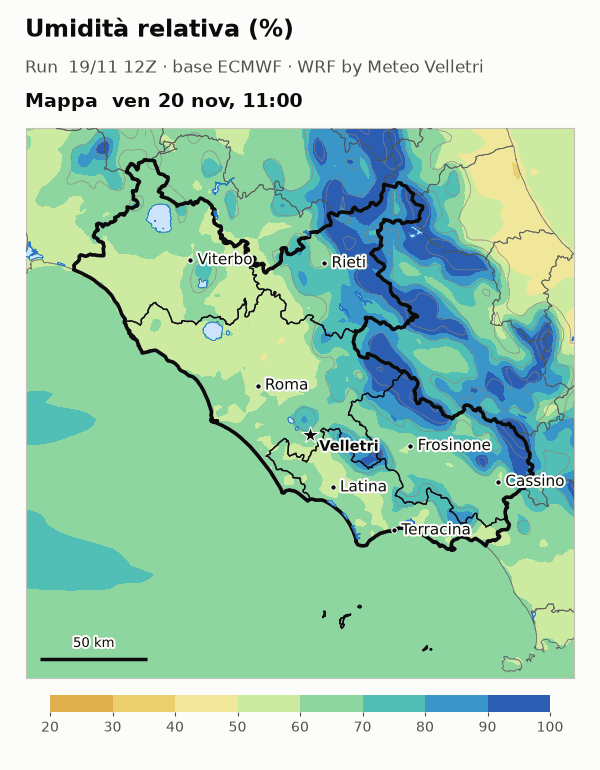 Umidità relativa (%)
Run  19/11 12Z · base ECMWF · WRF by Meteo Velletri
Mappa  ven 20 nov, 11:00
Viterbo
Rieti
Roma
Velletri
Frosinone
Cassino
Latina
Terracina
50 km
20 30 40 50 60 70 80 90 100